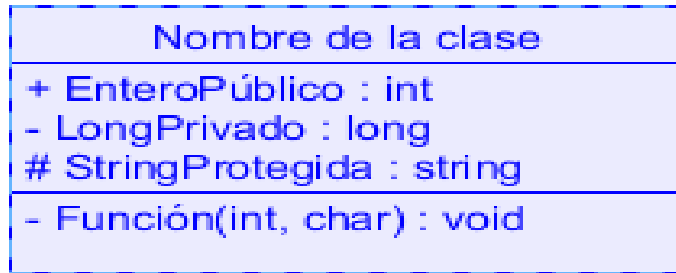 Nombre de la clase
+ EnteroPúblico : int
- LongPrivado : long
# StringProtegida : string
- Función(int, char) : void